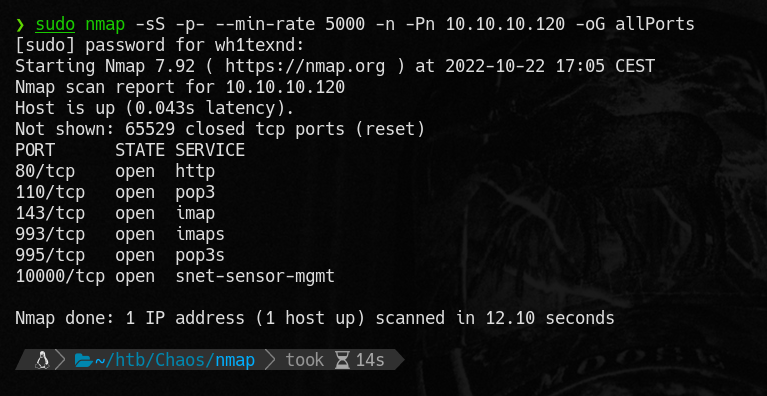 ❯ sudo nmap -sS -p- --min-rate 5000 -n -Pn 10.10.10.120 -oG allPorts
[sudo] password for wh1texnd:
Starting Nmap 7.92 ( https://nmap.org ) at 2022-10-22 17:05 CEST
Nmap scan report for 10.10.10.120
Host is up (0.043s latency).
Not shown: 65529 closed tcp ports (reset)
PORT      STATE SERVICE
80/tcp    open  http
110/tcp   open  pop3
143/tcp   open  imap
993/tcp   open  imaps
995/tcp   open  pop3s
10000/tcp open  snet-sensor-mgmt
Nmap done: 1 IP address (1 host up) scanned in 12.10 seconds
~/htb/Chaos/nmap took 14s